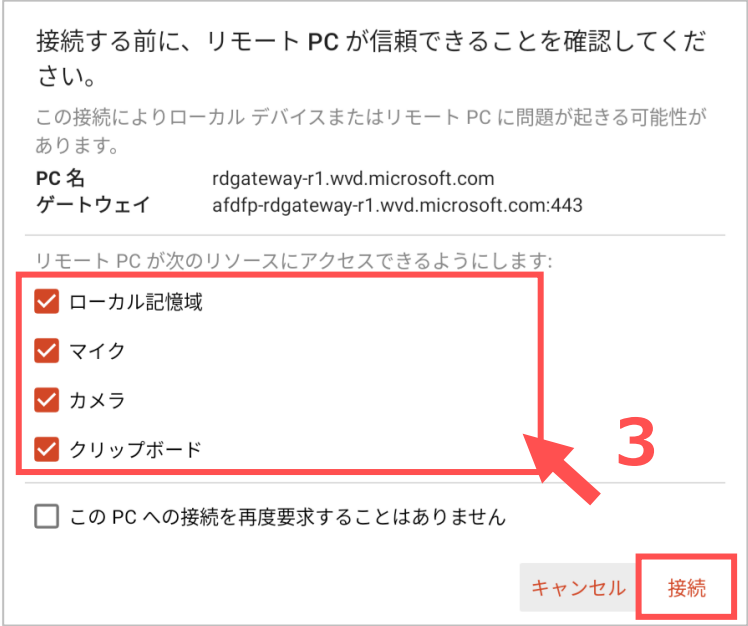 接続する前に、リモート PC が信頼できることを確認してくだ
さい。
この接続によりローカル デバイスまたはリモート PC に問題が起きる可能性が
あります。
PC 名 rdgateway-r1.wvd.microsoft.com
ゲートウェイ afdfp-rdgateway-r1.wvd.microsoft.com:443
リモート PC が次のリソースにアクセスできるようにします:
ローカル記憶域
マイク
カメラ
クリップボード
3
この PC への接続を再度要求することはありません
キャンセル 接続